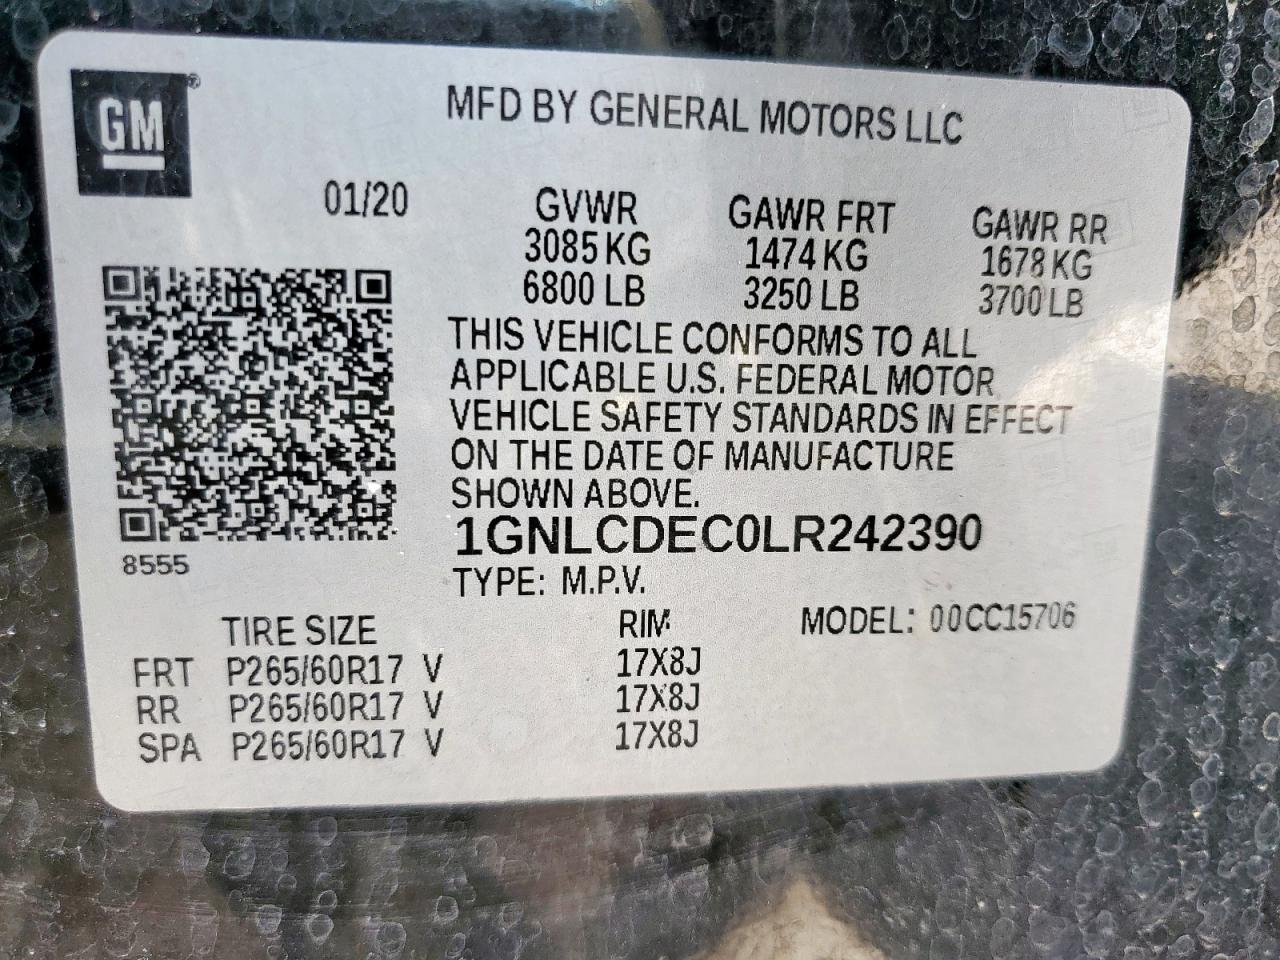 GM®
MFD BY GENERAL MOTORS LLC
01/20 GVWR GAWR FRT GAWR RR
3085 KG 1474 KG 1678 KG
6800 LB 3250 LB 3700 LB
THIS VEHICLE CONFORMS TO ALL
APPLICABLE U.S. FEDERAL MOTOR
VEHICLE SAFETY STANDARDS IN EFFECT
ON THE DATE OF MANUFACTURE
SHOWN ABOVE.
1GNLCDEC0LR242390
8555
TYPE: M.P.V.
TIRE SIZE RIM MODEL: 00CC15706
FRT P265/60R17 V 17X8J
RR P265/60R17 V 17X8J
SPA P265/60R17 V 17X8J